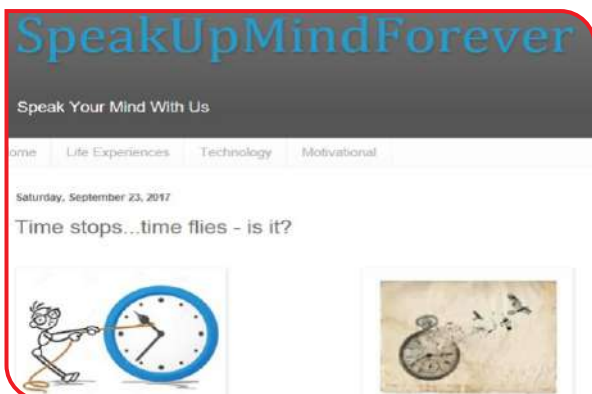 SpeakUpMindForever
Speak Your Mind With Us
ome Life Experiences Technology Motivational
Saturday, September 23, 2017
Time stops...time flies - is it?